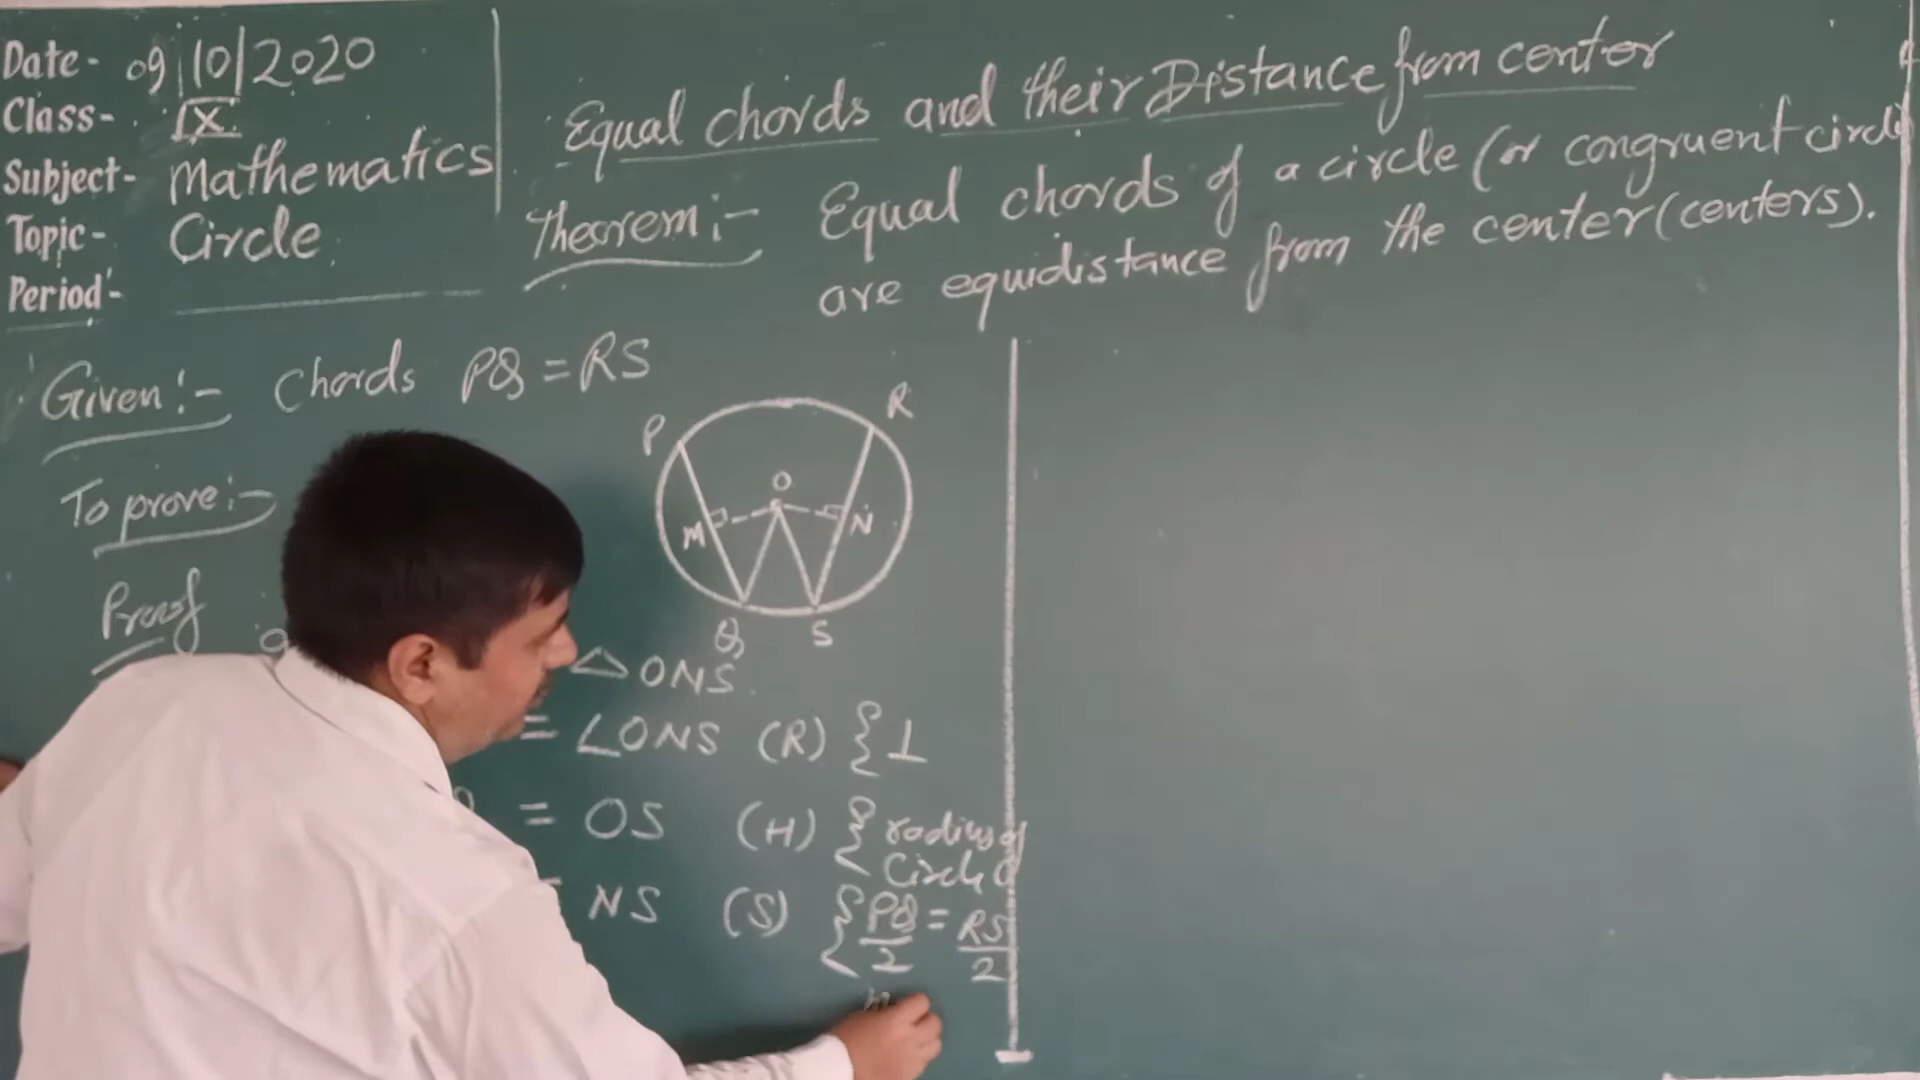 Date- 09/10/2020
Class- IX
Subject- Mathematics
Topic- Circle
Period-
Equal chords and their Distance from center
Theorem:- Equal chords of a circle (or congruent circle)
are equidistance from the center (centers).
Given:- Chords PQ = RS
To prove:-
Proof
P R
O
M N
Q S
△ONS.
= ∠ONS (R) { ⊥
= OS (H) { radius of
Circle
= NS (S) { PQ/2 = RS/2